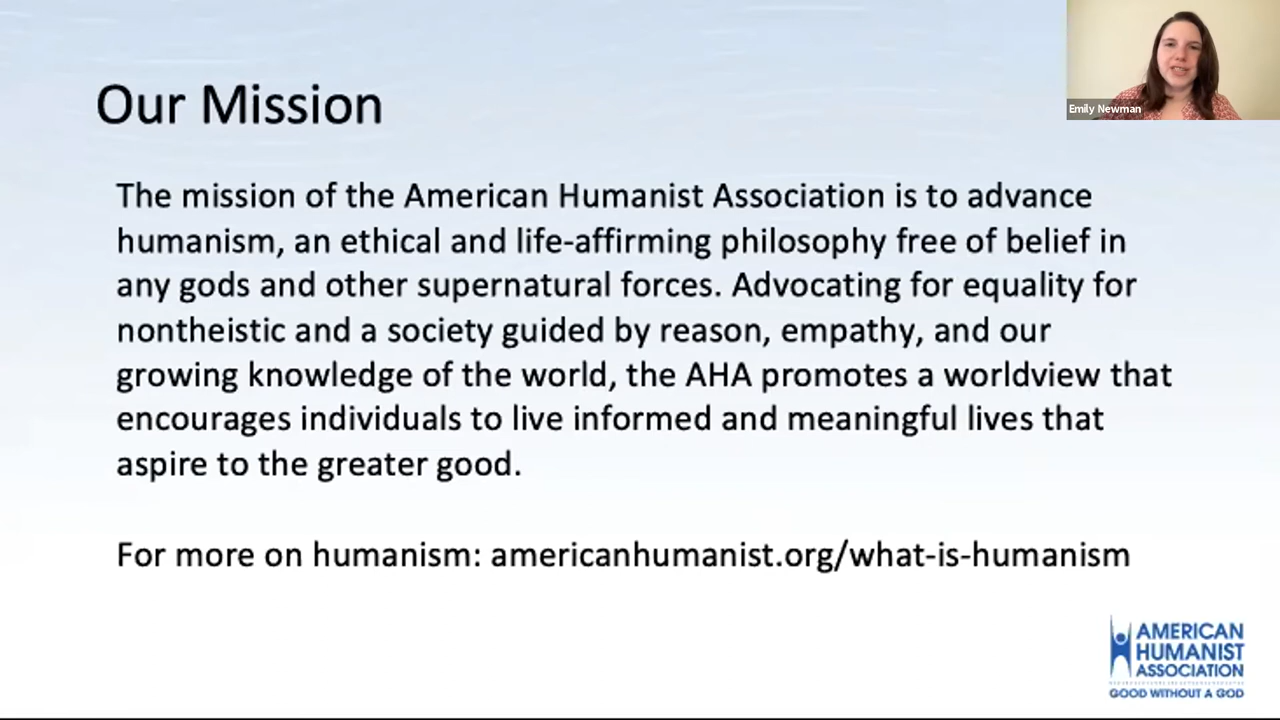 Our Mission
Emily Newman
The mission of the American Humanist Association is to advance
humanism, an ethical and life-affirming philosophy free of belief in
any gods and other supernatural forces. Advocating for equality for
nontheistic and a society guided by reason, empathy, and our
growing knowledge of the world, the AHA promotes a worldview that
encourages individuals to live informed and meaningful lives that
aspire to the greater good.
For more on humanism: americanhumanist.org/what-is-humanism
AMERICAN
HUMANIST
ASSOCIATION
GOOD WITHOUT A GOD